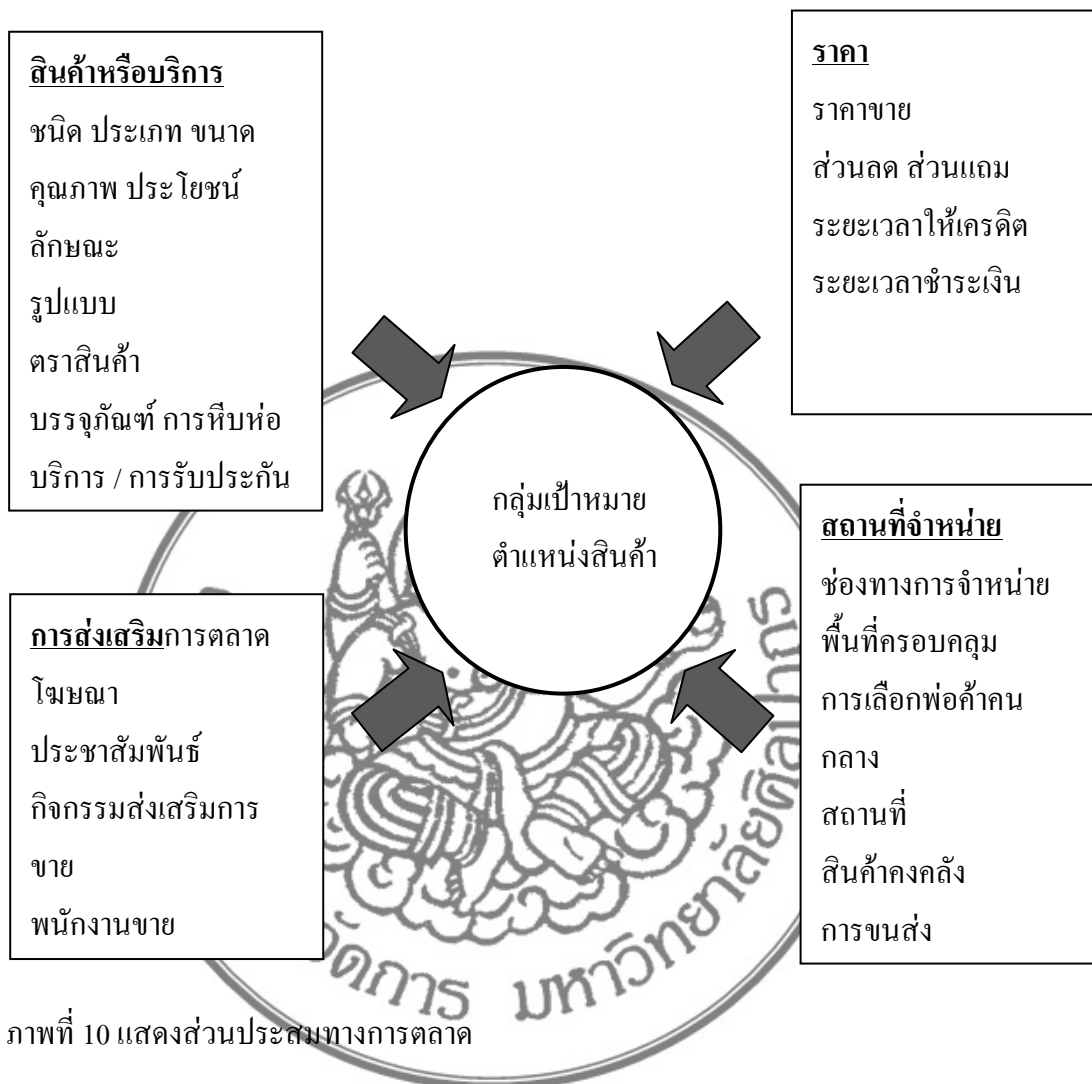 สินค้าหรือบริการ
ชนิด ประเภท ขนาด
คุณภาพ ประโยชน์
ลักษณะ
รูปแบบ
ตราสินค้า
บรรจุภัณฑ์ การหีบห่อ
บริการ / การรับประกัน
ราคา
ราคาขาย
ส่วนลด ส่วนแถม
ระยะเวลาให้เครดิต
ระยะเวลาชำระเงิน
กลุ่มเป้าหมาย
ตำแหน่งสินค้า
การส่งเสริมการตลาด
โฆษณา
ประชาสัมพันธ์
กิจกรรมส่งเสริมการ
ขาย
พนักงานขาย
สถานที่จำหน่าย
ช่องทางการจำหน่าย
พื้นที่ครอบคลุม
การเลือกพ่อค้าคน
กลาง
สถานที่
สินค้าคงคลัง
การขนส่ง
มหาวิทยาลัยศิลปากร
ภาพที่ 10 แสดงส่วนประสมทางการตลาด